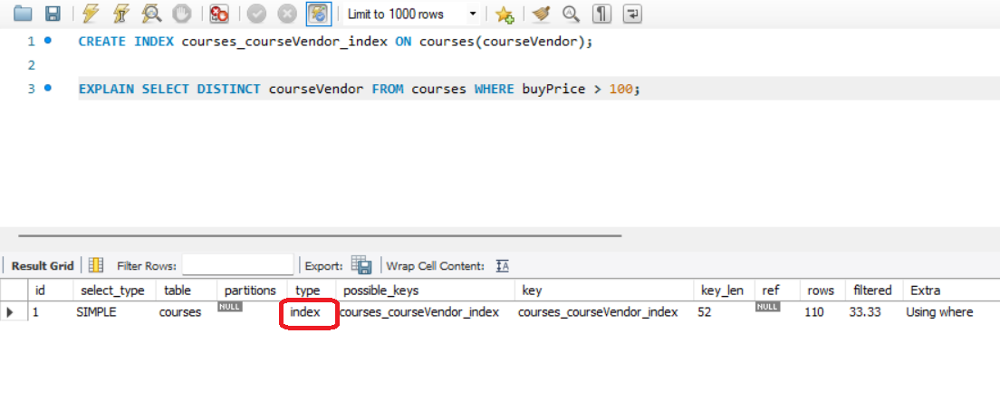 Limit to 1000 rows
1 CREATE INDEX courses_courseVendor_index ON courses(courseVendor);
2
3 EXPLAIN SELECT DISTINCT courseVendor FROM courses WHERE buyPrice > 100;
Result Grid Filter Rows: Export: Wrap Cell Content: IA
id select_type table partitions type possible_keys key key_len ref rows filtered Extra
1 SIMPLE courses NULL index courses_courseVendor_index courses_courseVendor_index 52 NULL 110 33.33 Using where